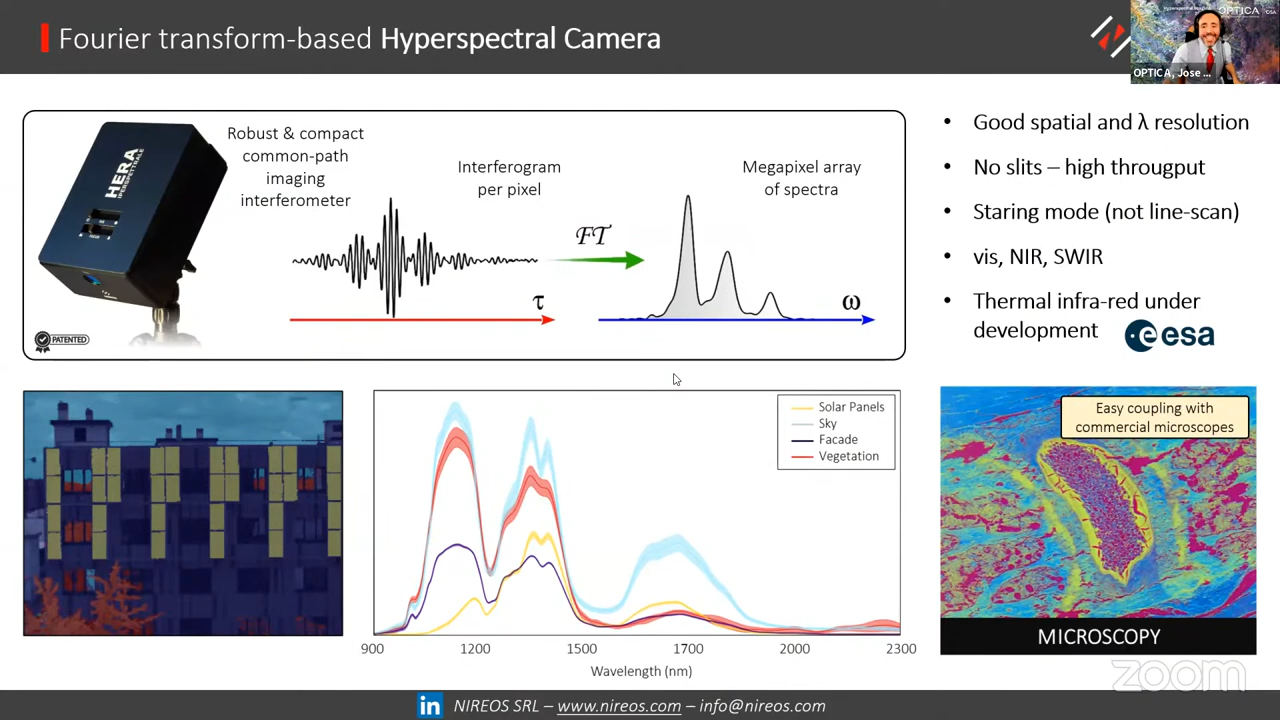 Fourier transform-based Hyperspectral Camera
OPTICA
OPTICA, Jose ...
HERA
IPERSPETTRALE
PATENTED
Robust & compact
common-path
imaging
interferometer
Interferogram
per pixel
FT
τ
Megapixel array
of spectra
ω
• Good spatial and λ resolution
• No slits – high througput
• Staring mode (not line-scan)
• vis, NIR, SWIR
• Thermal infra-red under
development
esa
Solar Panels
Sky
Facade
Vegetation
900 1200 1500 1700 2000 2300
Wavelength (nm)
Easy coupling with
commercial microscopes
MICROSCOPY
zoom
in NIREOS SRL – www.nireos.com – info@nireos.com